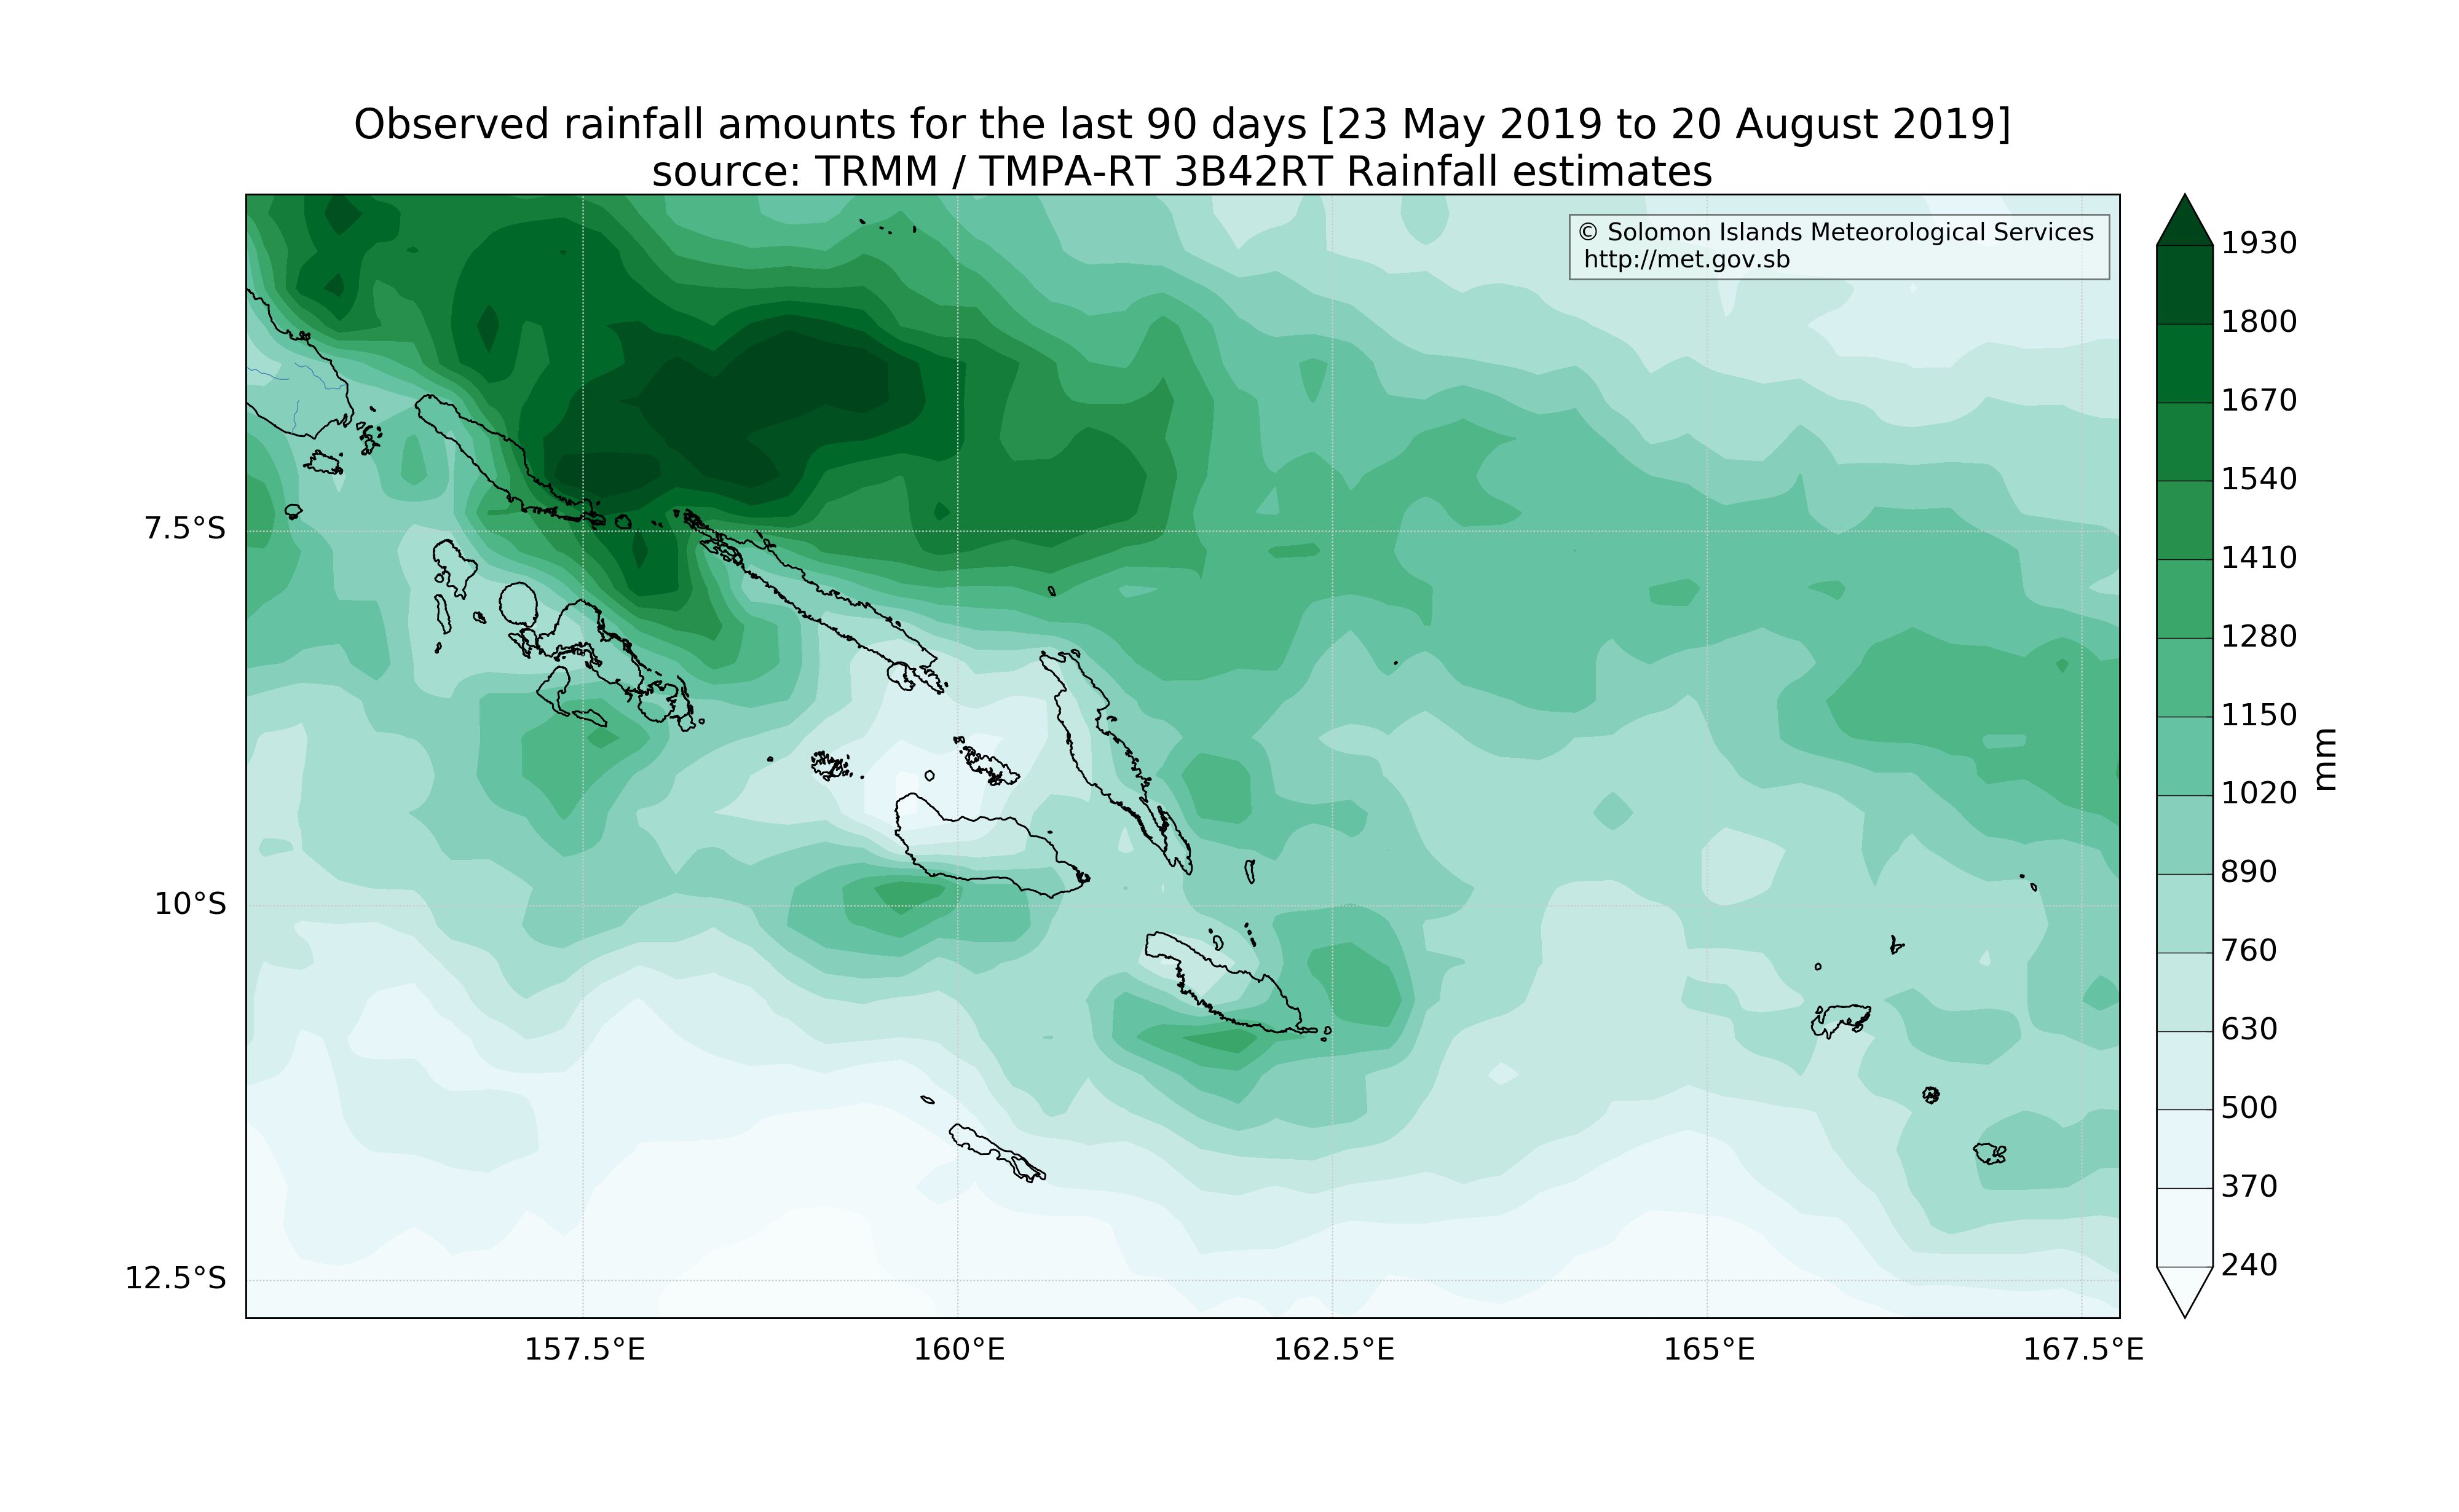 Observed rainfall amounts for the last 90 days [23 May 2019 to 20 August 2019]
source: TRMM / TMPA-RT 3B42RT Rainfall estimates
© Solomon Islands Meteorological Services
http://met.gov.sb
7.5°S
10°S
12.5°S
157.5°E
160°E
162.5°E
165°E
167.5°E
1930
1800
1670
1540
1410
1280
1150
1020
890
760
630
500
370
240
mm